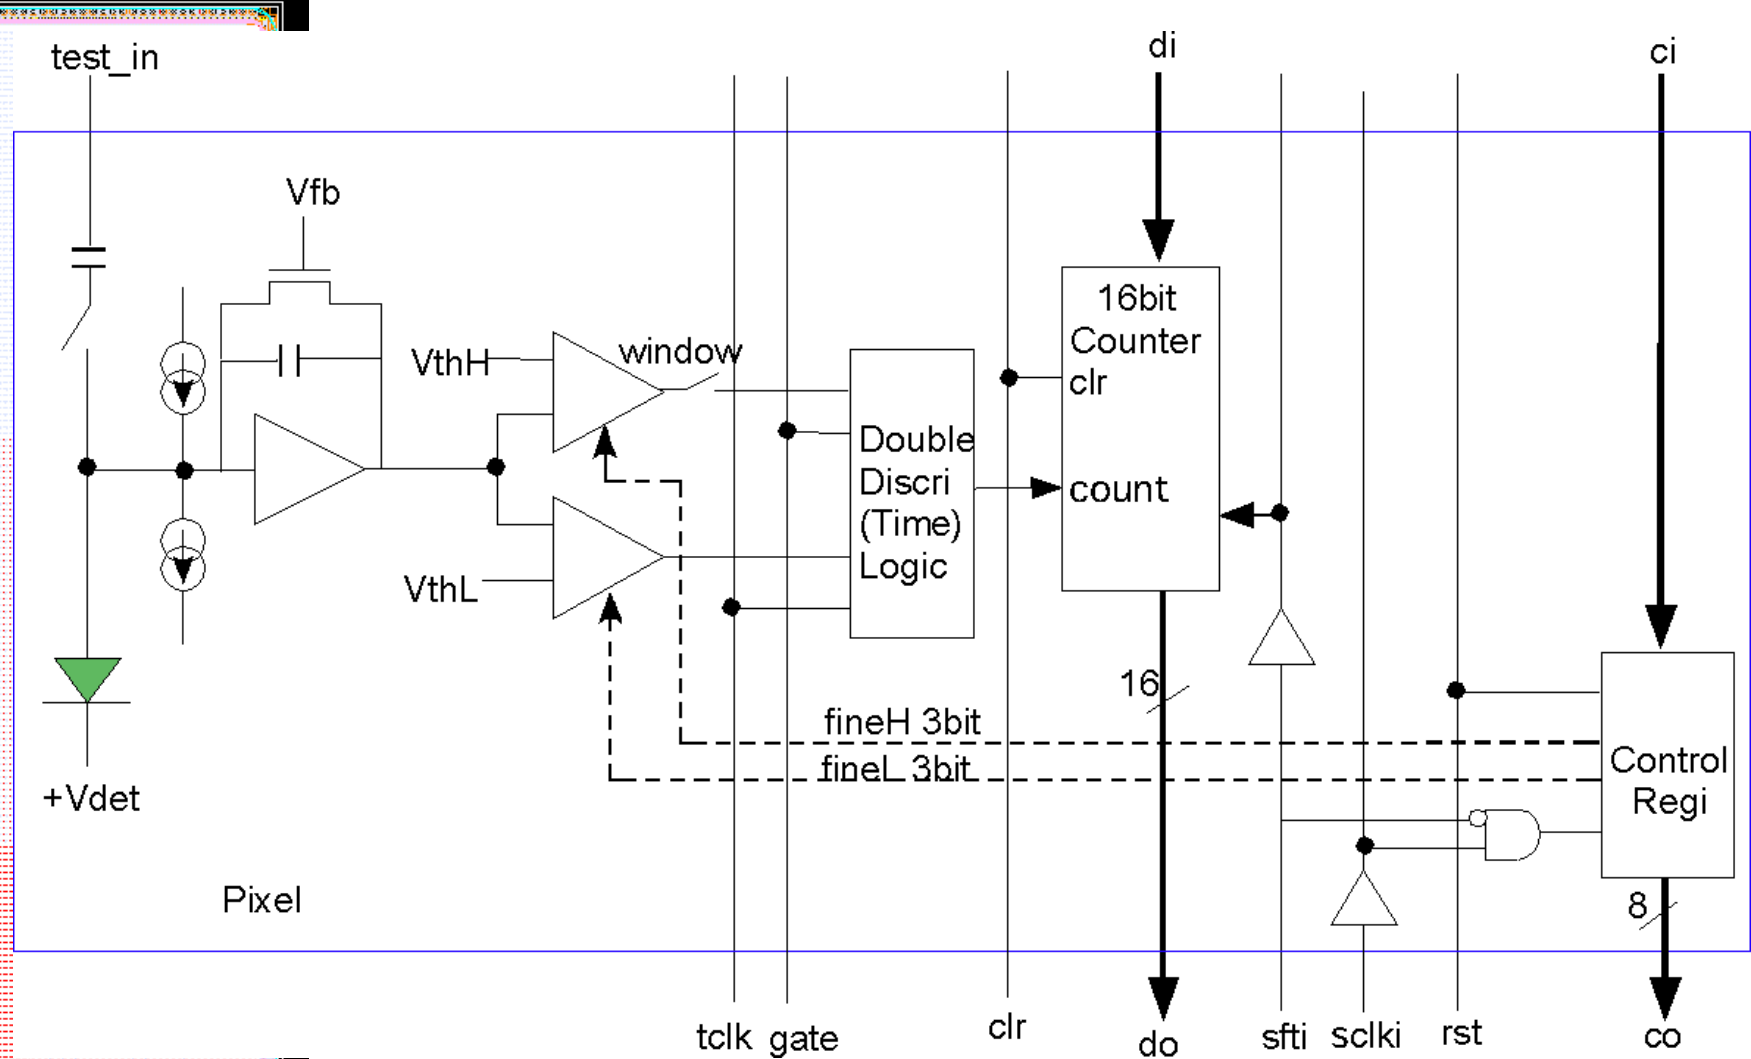 test_in
di
ci
Vfb
16bit
Counter
clr
count
VthH
window
Double
Discri
(Time)
Logic
VthL
16
fineH 3bit
fineL 3bit
Control
Regi
+Vdet
Pixel
8
tclk
gate
clr
do
sfti
sclki
rst
co